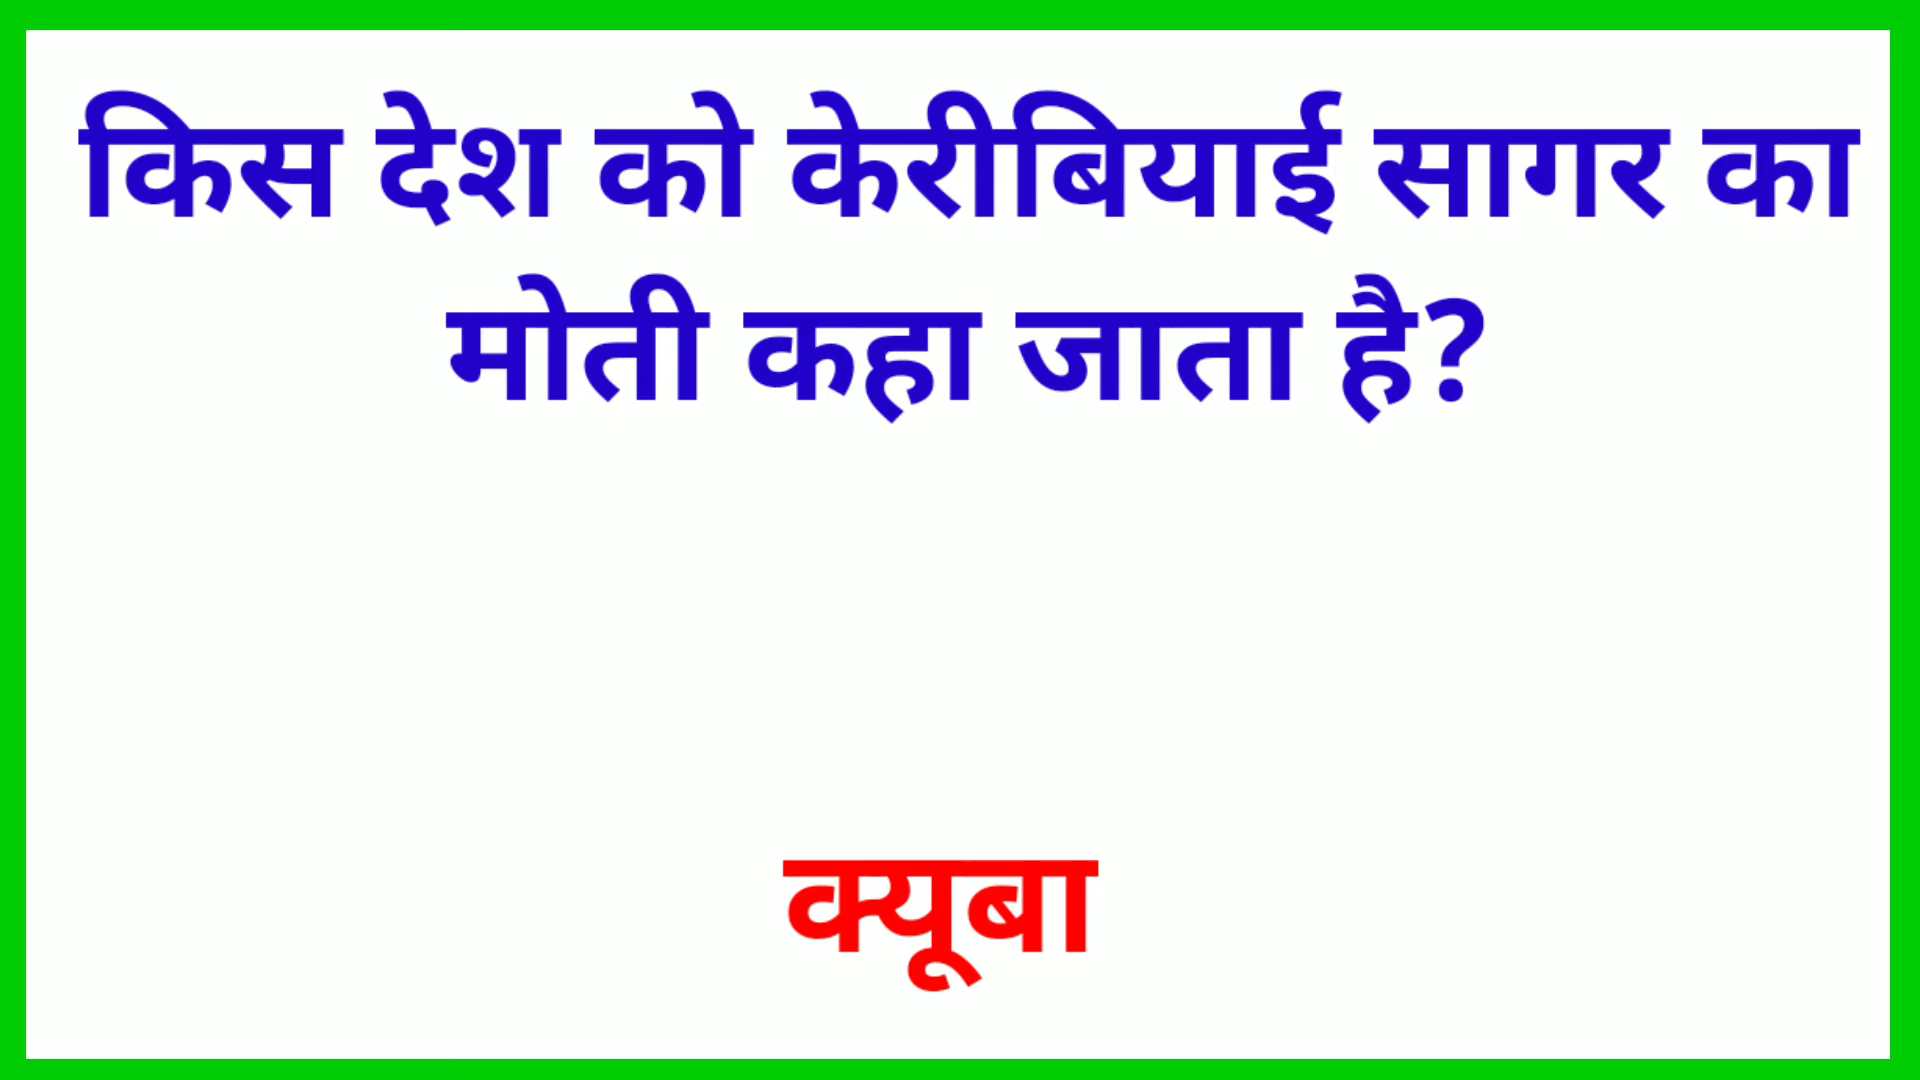 किस देश को केरीबियाई सागर का
मोती कहा जाता है?
क्यूबा